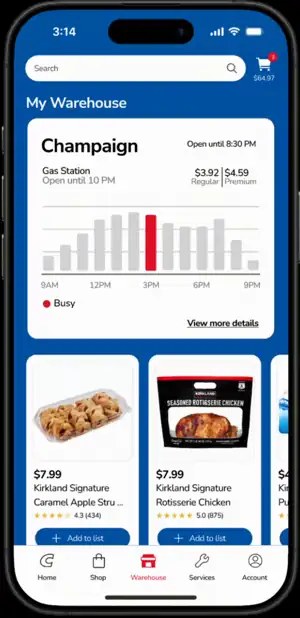 3:14
Search
$64.97
My Warehouse
Champaign
Open until 8:30 PM
Gas Station
Open until 10 PM
$3.92 $4.59
Regular Premium
9AM 12PM 3PM 6PM 9PM
Busy
View more details
KIRKLAND
SEASONED ROTISSERIE CHICKEN
$7.99
Kirkland Signature
Caramel Apple Stru ...
4.3 (434)
Add to list
$7.99
Kirkland Signature
Rotisserie Chicken
5.0 (875)
Add to list
$4
Kir
Pu
Home
Shop
Warehouse
Services
Account